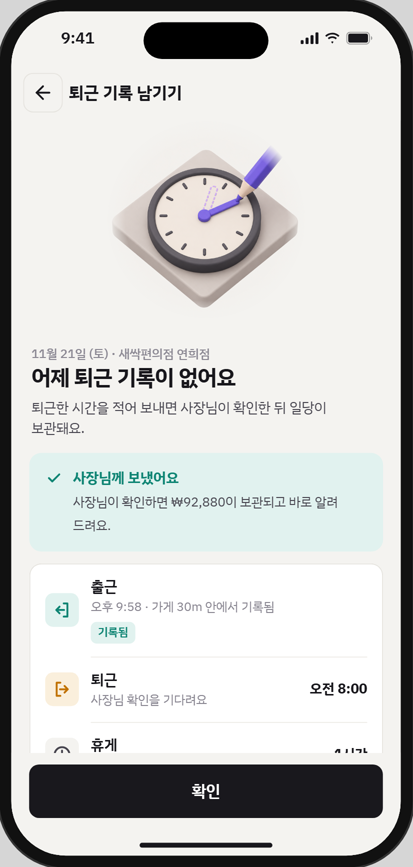 9:41
퇴근 기록 남기기
11월 21일 (토) · 새싹편의점 연희점
어제 퇴근 기록이 없어요
퇴근한 시간을 적어 보내면 사장님이 확인한 뒤 일당이
보관돼요.
사장님께 보냈어요
사장님이 확인하면 ₩92,880이 보관되고 바로 알려
드려요.
출근
오후 9:58 · 가게 30m 안에서 기록됨
기록됨
퇴근
사장님 확인을 기다려요
오전 8:00
휴게
1시간
확인